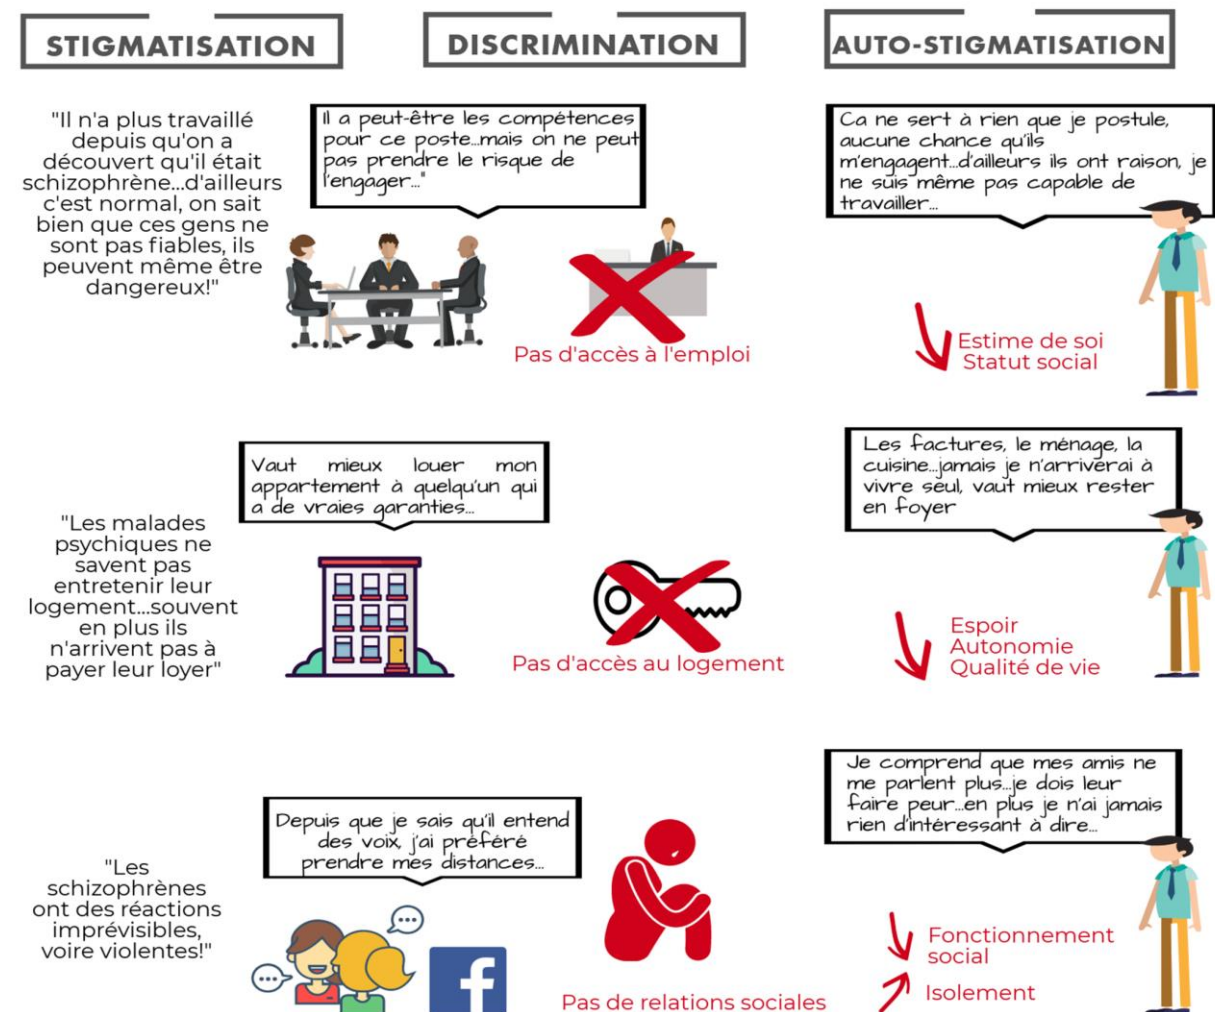 STIGMATISATION
DISCRIMINATION
AUTO-STIGMATISATION
"Il n'a plus travaillé
depuis qu'on a
découvert qu'il était
schizophrène...d'ailleurs
c'est normal, on sait
bien que ces gens ne
sont pas fiables, ils
peuvent même être
dangereux!"
Il a peut-être les compétences
pour ce poste...mais on ne peut
pas prendre le risque de
l'engager..."
Pas d'accès à l'emploi
Ca ne sert à rien que je postule,
aucune chance qu'ils
m'engagent...d'ailleurs ils ont raison, je
ne suis même pas capable de
travailler...
Estime de soi
Statut social
"Les malades
psychiques ne
savent pas
entretenir leur
logement...souvent
en plus ils
n'arrivent pas à
payer leur loyer"
Vaut mieux louer mon
appartement à quelqu'un qui
a de vraies garanties...
Pas d'accès au logement
Les factures, le ménage, la
cuisine...jamais je n'arriverai à
vivre seul, vaut mieux rester
en foyer
Espoir
Autonomie
Qualité de vie
"Les
schizophrènes
ont des réactions
imprévisibles,
voire violentes!"
Depuis que je sais qu'il entend
des voix, j'ai préféré
prendre mes distances...
f
Pas de relations sociales
Je comprend que mes amis ne
me parlent plus...je dois leur
faire peur...en plus je n'ai jamais
rien d'intéressant à dire...
Fonctionnement
social
Isolement